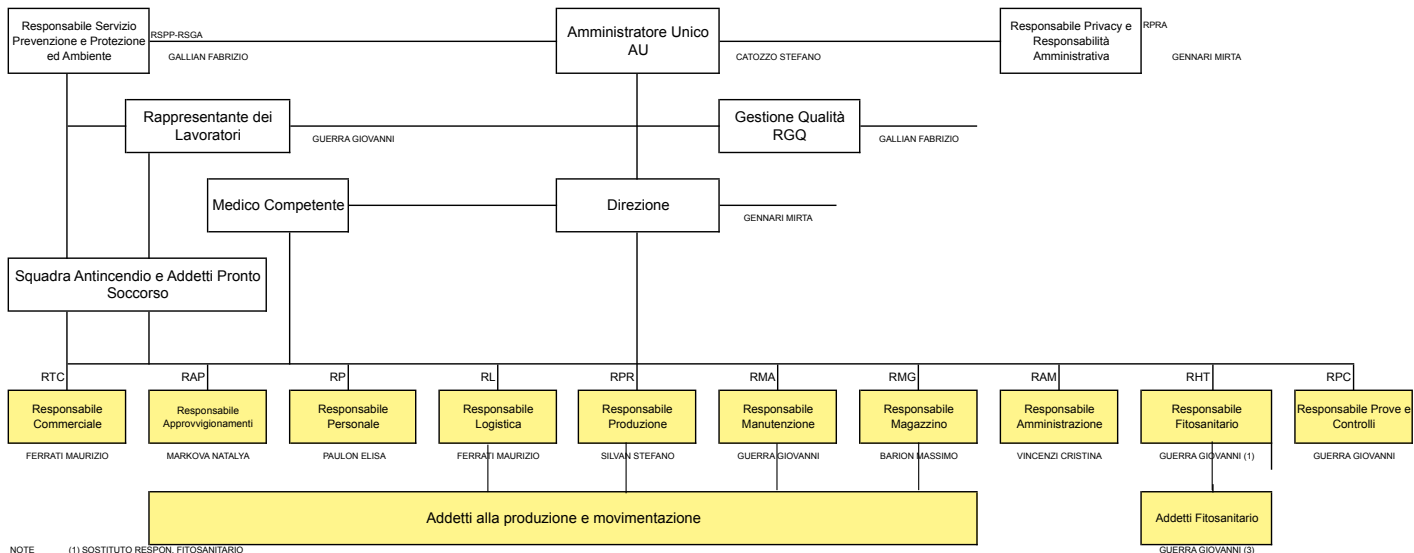 Responsabile Servizio
Prevenzione e Protezione
ed Ambiente
RSPP-RSGA
GALLIAN FABRIZIO
Amministratore Unico
AU
CATOZZO STEFANO
Responsabile Privacy e
Responsabilità
Amministrativa
RPRA
GENNARI MIRTA
Rappresentante dei
Lavoratori
GUERRA GIOVANNI
Gestione Qualità
RGQ
GALLIAN FABRIZIO
Medico Competente
Direzione
GENNARI MIRTA
Squadra Antincendio e Addetti Pronto
Soccorso
RTC
Responsabile
Commerciale
FERRATI MAURIZIO
RAP
Responsabile
Approvvigionamenti
MARKOVA NATALYA
RP
Responsabile
Personale
PAULON ELISA
RL
Responsabile
Logistica
FERRATI MAURIZIO
RPR
Responsabile
Produzione
SILVAN STEFANO
RMA
Responsabile
Manutenzione
GUERRA GIOVANNI
RMG
Responsabile
Magazzino
BARION MASSIMO
RAM
Responsabile
Amministrazione
VINCENZI CRISTINA
RHT
Responsabile
Fitosanitario
GUERRA GIOVANNI (1)
RPC
Responsabile Prove e
Controlli
GUERRA GIOVANNI
Addetti alla produzione e movimentazione
Addetti Fitosanitario
GUERRA GIOVANNI (3)
NOTE (1) SOSTITUTO RESPON. FITOSANITARIO